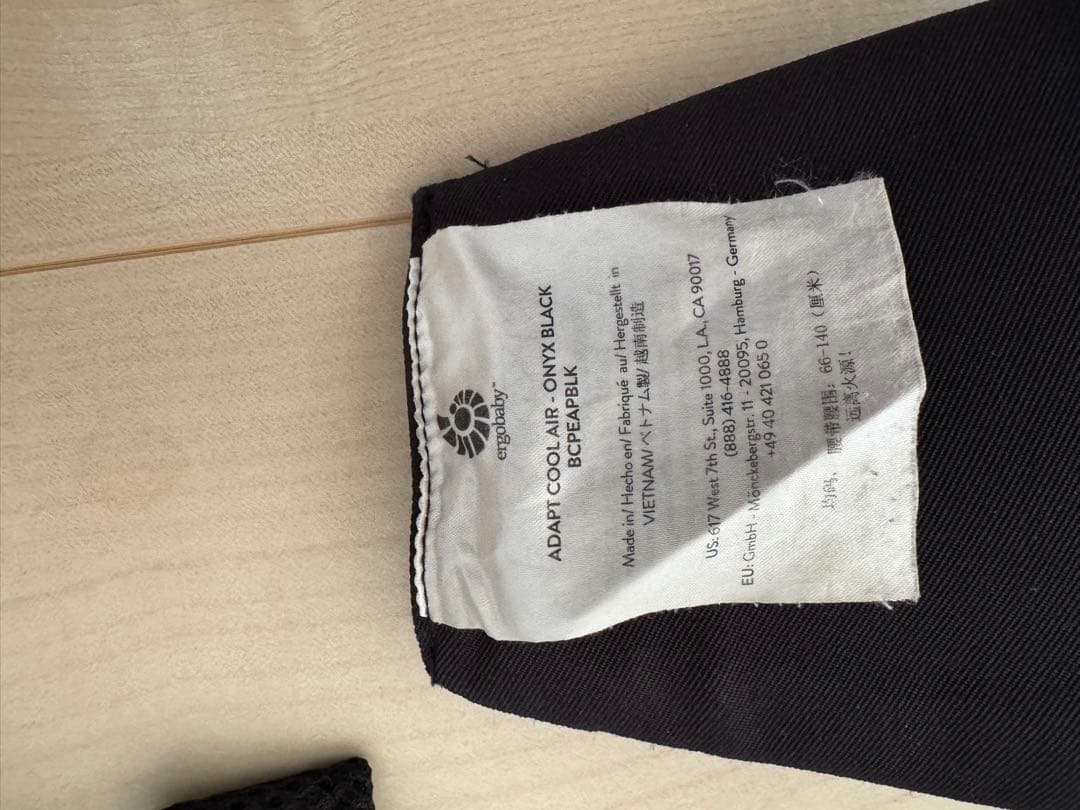 ergobaby™
ADAPT COOL AIR - ONYX BLACK
BCPEAPBLK
Made in/ Hecho en/ Fabriqué au/ Hergestellt in
VIETNAM/ ベトナム製/ 越南制造
US: 617 West 7th St., Suite 1000, LA., CA 90017
(888) 416-4888
EU: GmbH - Mönckebergstr. 11 - 20095, Hamburg - Germany
+49 40 421 065 0
均码， 腰带腰围：66-140（厘米）
远离火源！